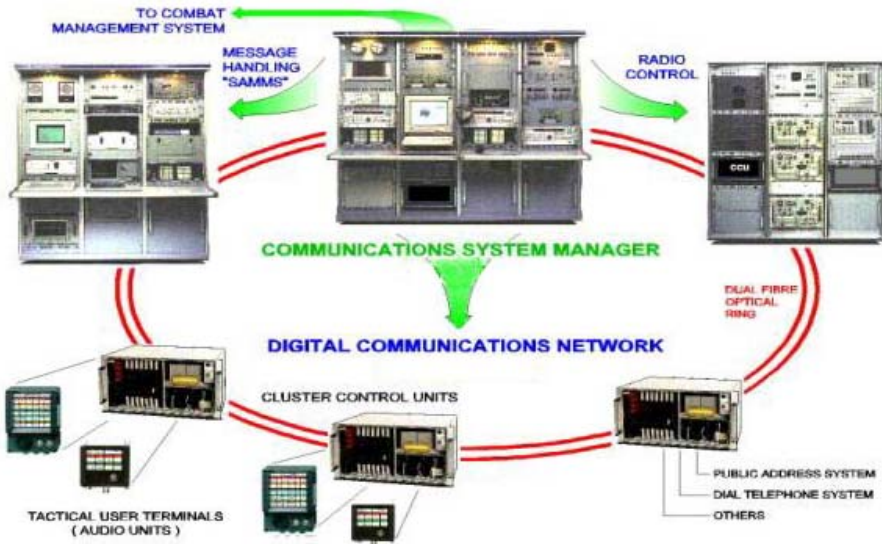 TO COMBAT
MANAGEMENT SYSTEM
MESSAGE
HANDLING
"SAMMS"
RADIO
CONTROL
CCU
COMMUNICATIONS SYSTEM MANAGER
DUAL FIBRE
OPTICAL
RING
DIGITAL COMMUNICATIONS NETWORK
CLUSTER CONTROL UNITS
PUBLIC ADDRESS SYSTEM
DIAL TELEPHONE SYSTEM
OTHERS
TACTICAL USER TERMINALS
( AUDIO UNITS )